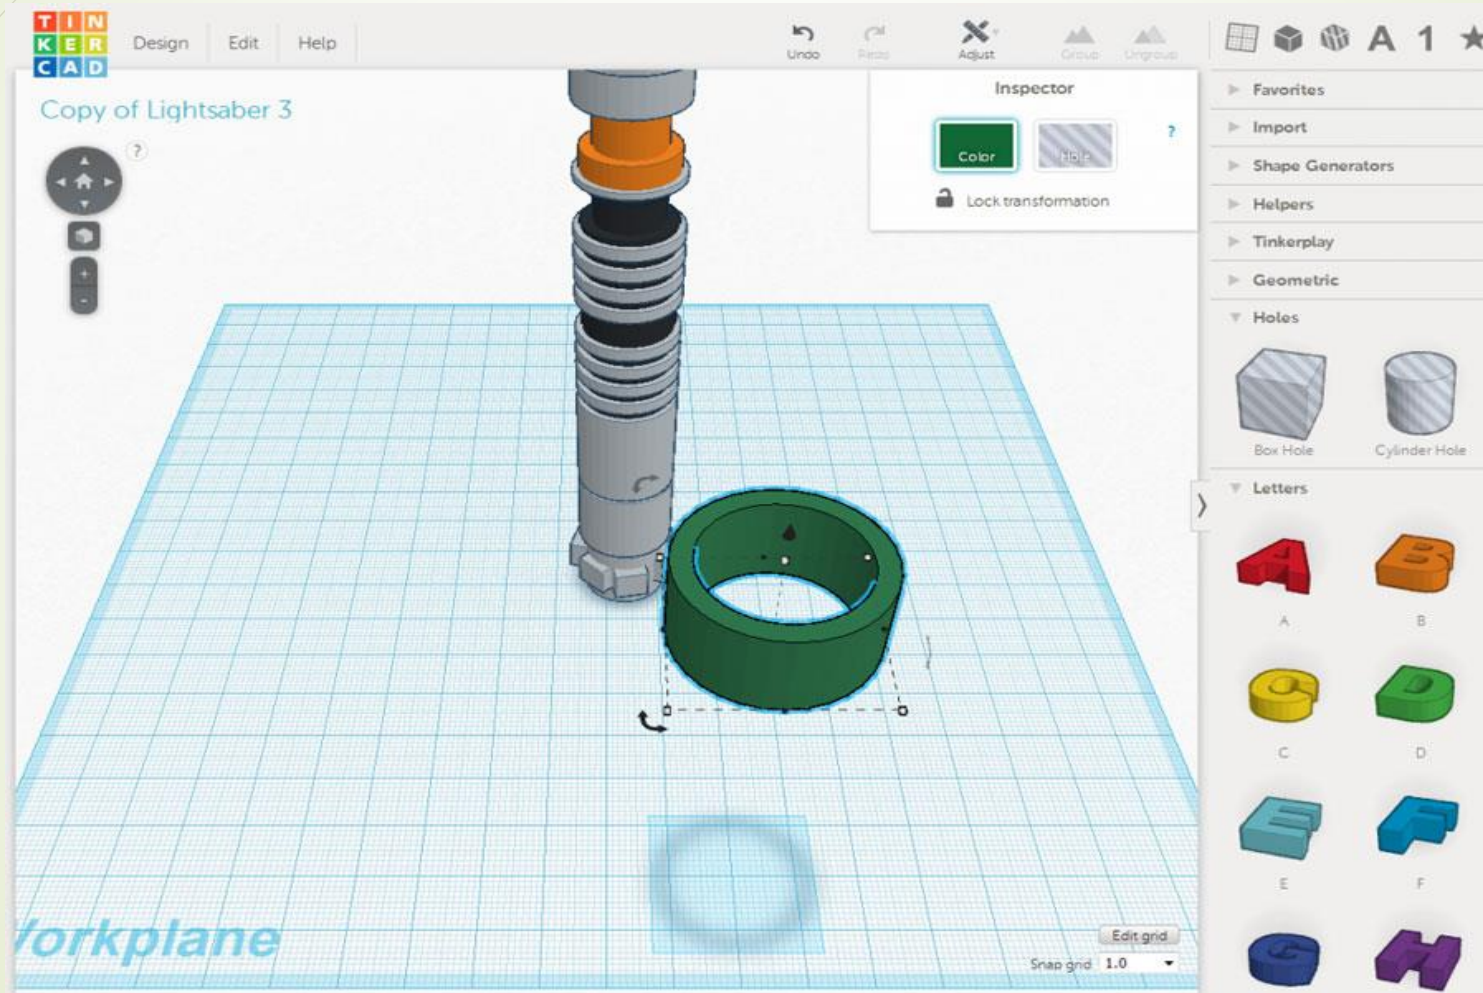 TIN
KER
CAD
Design
Edit
Help
Undo
Redo
Adjust
Group
Ungroup
A
1
Copy of Lightsaber 3
?
Inspector
Color
Hole
?
Lock transformation
Favorites
Import
Shape Generators
Helpers
Tinkerplay
Geometric
Holes
Box Hole
Cylinder Hole
Letters
A
B
A
B
C
D
C
D
E
F
E
F
G
H
Workplane
Edit grid
Snap grid 1.0